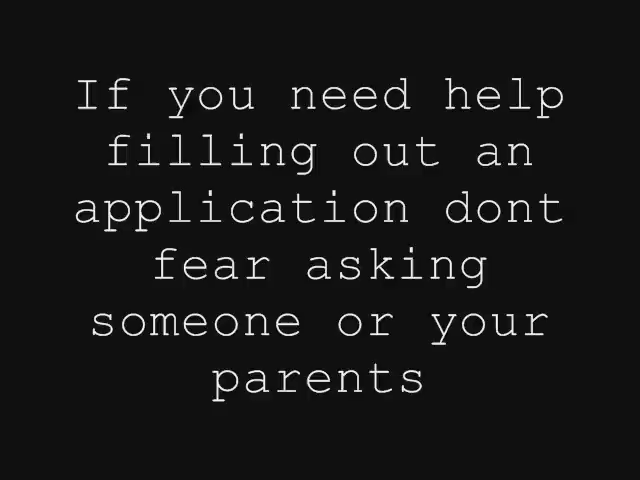 If you need help
filling out an
application dont
fear asking
someone or your
parents